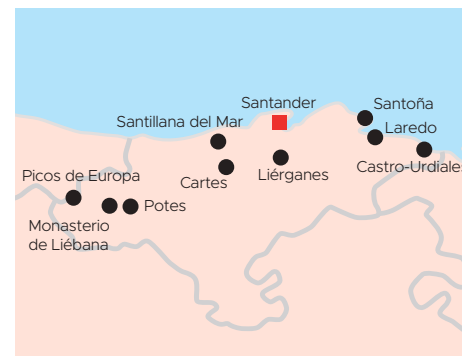 Santander
Santoña
Santillana del Mar
Laredo
Castro-Urdiale
Picos de Europa
Cartes
Liérganes
Potes
Monasterio
de Liébana